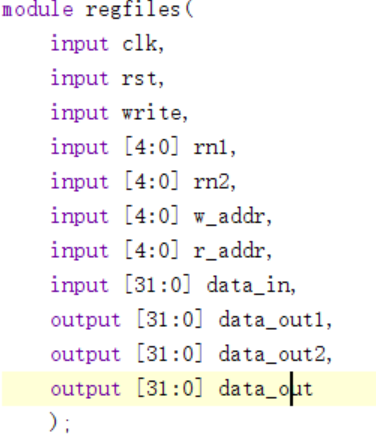 module regfiles(
    input clk,
    input rst,
    input write,
    input [4:0] rn1,
    input [4:0] rn2,
    input [4:0] w_addr,
    input [4:0] r_addr,
    input [31:0] data_in,
    output [31:0] data_out1,
    output [31:0] data_out2,
    output [31:0] data_out
    );